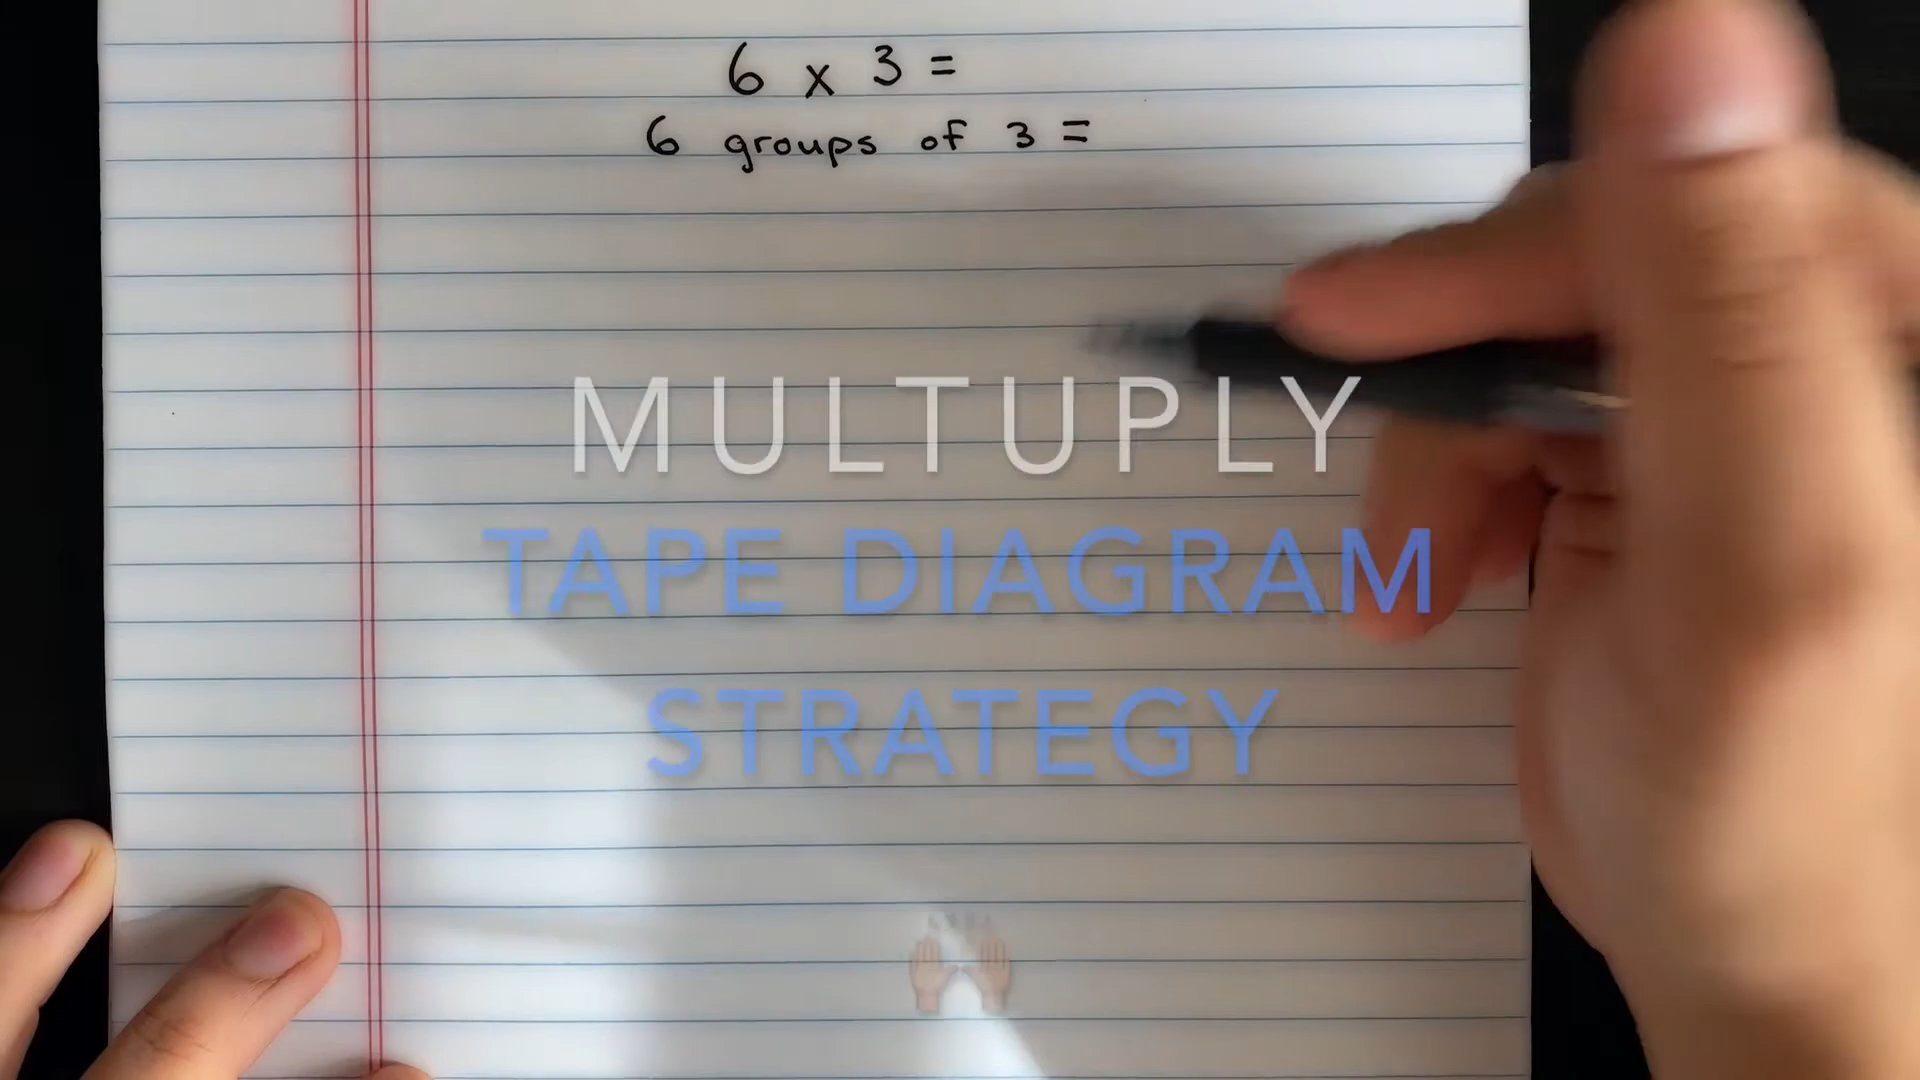 6 x 3 =
6 groups of 3 =
MULTUPLY
TAPE DIAGRAM
STRATEGY